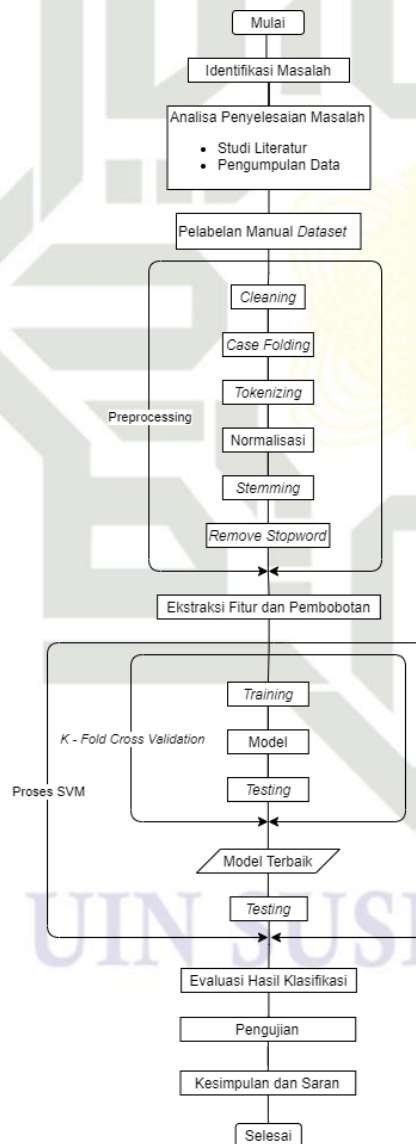 Mulai
Identifikasi Masalah
Analisa Penyelesaian Masalah
• Studi Literatur
• Pengumpulan Data
Pelabelan Manual Dataset
Cleaning
Case Folding
Tokenizing
Preprocessing
Normalisasi
Stemming
Remove Stopword
Ekstraksi Fitur dan Pembobotan
Training
K - Fold Cross Validation
Model
Testing
Proses SVM
Model Terbaik
Testing
UIN SUS
Evaluasi Hasil Klasifikasi
Pengujian
Kesimpulan dan Saran
Selesai